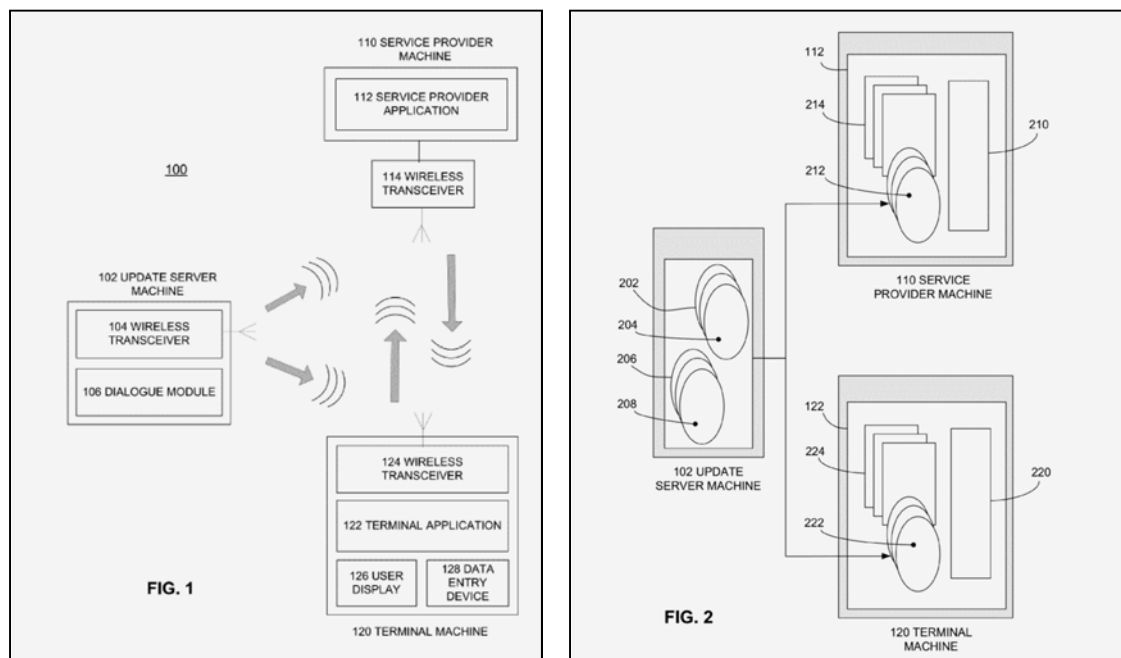 110 SERVICE PROVIDER
MACHINE
112 SERVICE PROVIDER
APPLICATION
100
114 WIRELESS
TRANSCEIVER
102 UPDATE SERVER
MACHINE
104 WIRELESS
TRANSCEIVER
106 DIALOGUE MODULE
124 WIRELESS
TRANSCEIVER
122 TERMINAL APPLICATION
126 USER
DISPLAY
128 DATA
ENTRY
DEVICE
FIG. 1
120 TERMINAL MACHINE
112
214
210
212
110 SERVICE
PROVIDER MACHINE
202
204
206
208
102 UPDATE
SERVER MACHINE
122
224
220
222
FIG. 2
120 TERMINAL
MACHINE